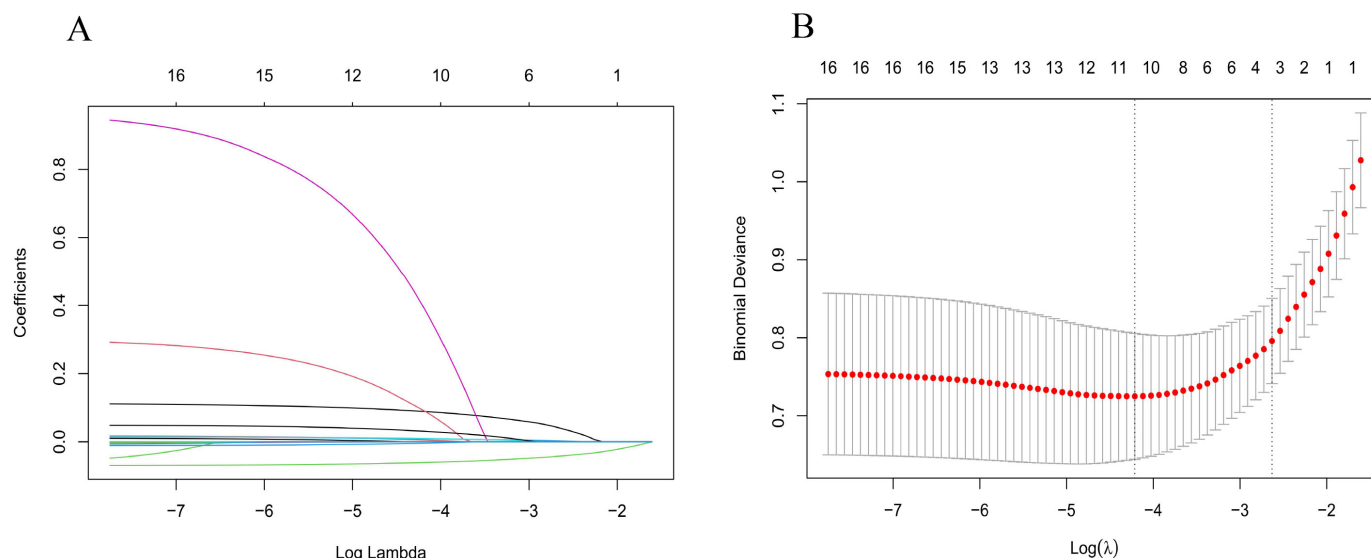 A
16 15 12 10 6 1
Coefficients
0.8
0.6
0.4
0.2
0.0
−7 −6 −5 −4 −3 −2
Log Lambda
B
16 16 16 16 15 13 13 13 12 11 10 8 6 6 4 3 2 1 1
Binomial Deviance
1.1
1.0
0.9
0.8
0.7
−7 −6 −5 −4 −3 −2
Log(λ)